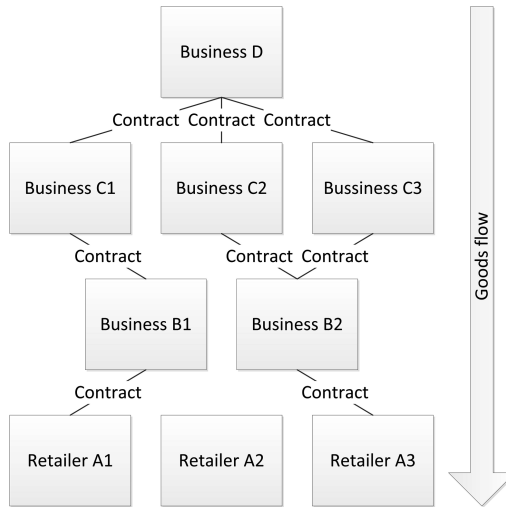 Business D
Contract Contract Contract
Business C1
Business C2
Bussiness C3
Contract
Contract Contract
Business B1
Business B2
Contract
Contract
Retailer A1
Retailer A2
Retailer A3
Goods flow